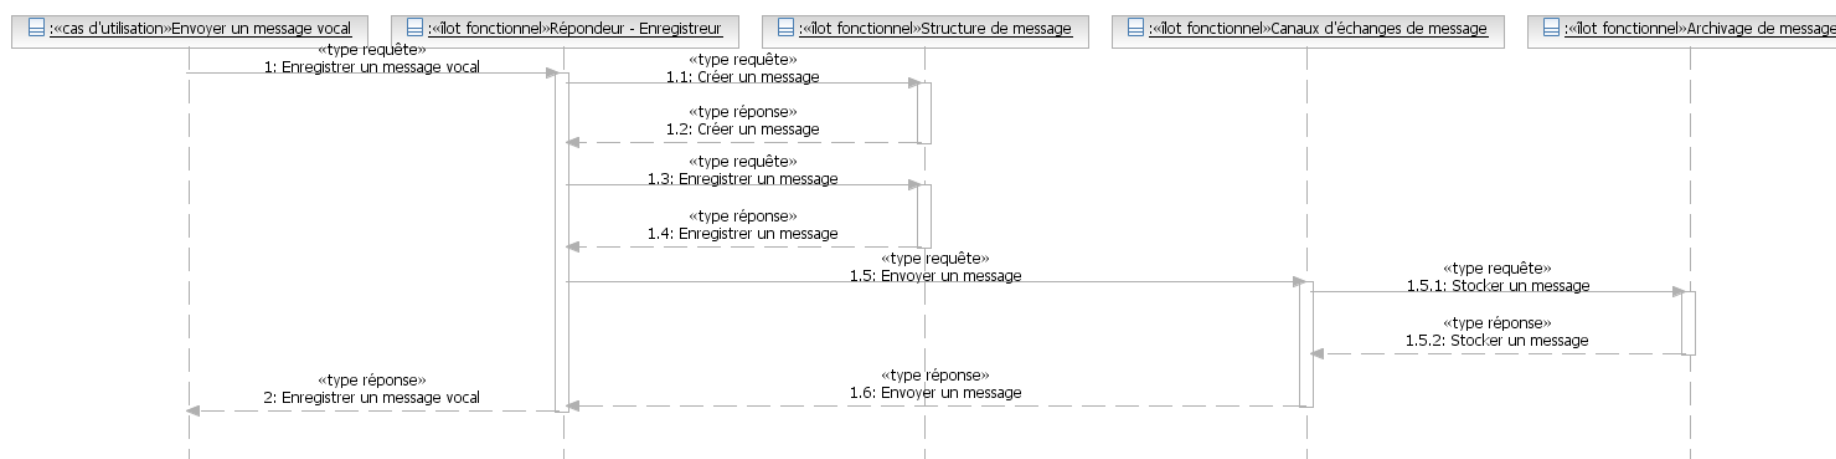 :«cas d'utilisation»Envoyer un message vocal
:«îlot fonctionnel»Répondeur - Enregistreur
:«îlot fonctionnel»Structure de message
:«îlot fonctionnel»Canaux d'échanges de message
:«îlot fonctionnel»Archivage de message
«type requête»
1: Enregistrer un message vocal
«type requête»
1.1: Créer un message
«type réponse»
1.2: Créer un message
«type requête»
1.3: Enregistrer un message
«type réponse»
1.4: Enregistrer un message
«type requête»
1.5: Envoyer un message
«type requête»
1.5.1: Stocker un message
«type réponse»
1.5.2: Stocker un message
«type réponse»
1.6: Envoyer un message
«type réponse»
2: Enregistrer un message vocal